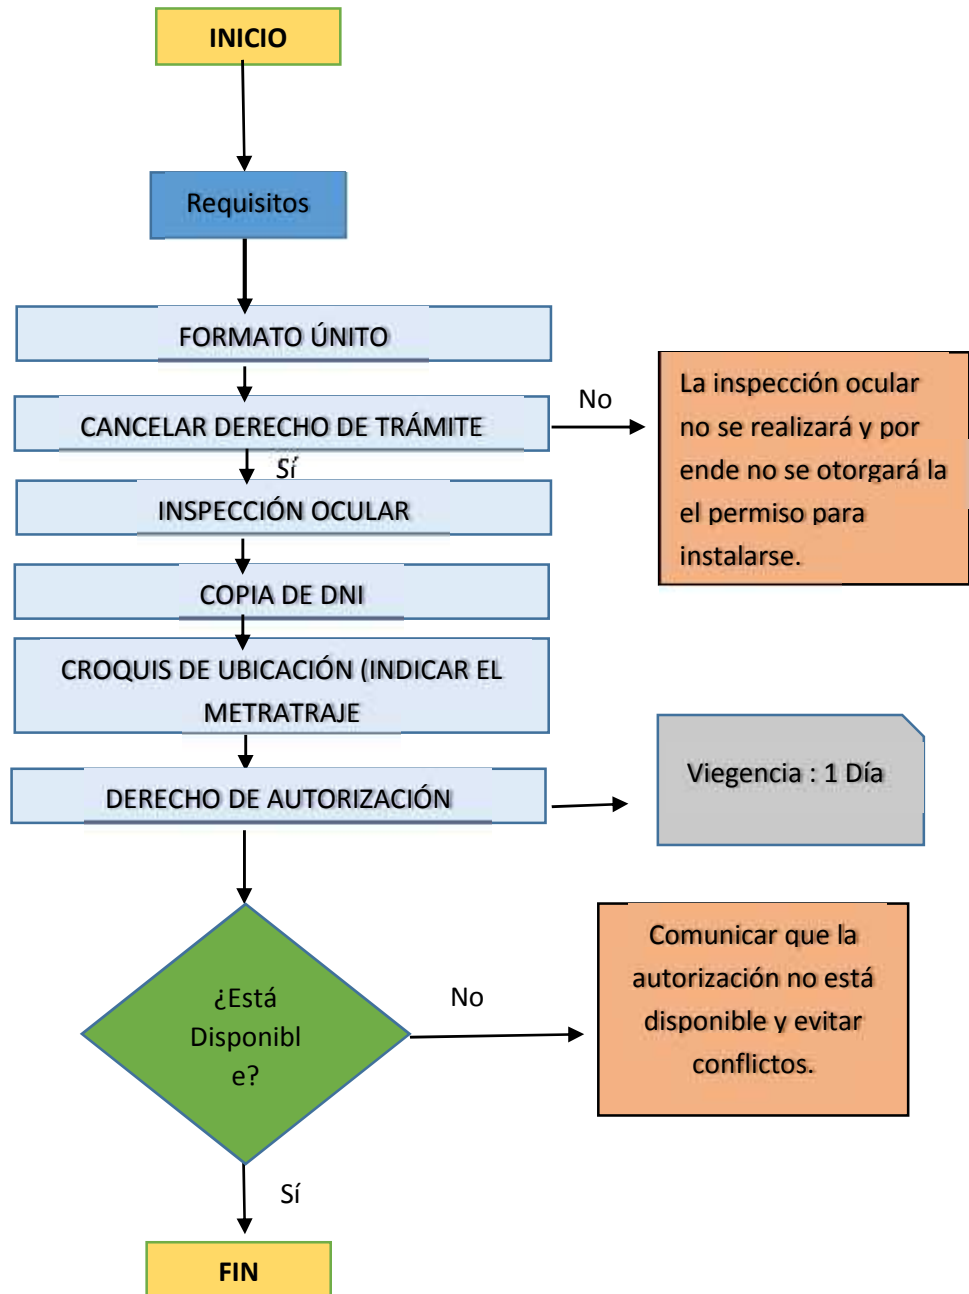 INICIO
Requisitos
FORMATO ÚNITO
CANCELAR DERECHO DE TRÁMITE
No
La inspección ocular
no se realizará y por
ende no se otorgará la
el permiso para
instalarse.
Sí
INSPECCIÓN OCULAR
COPIA DE DNI
CROQUIS DE UBICACIÓN (INDICAR EL
METRATRAJE
DERECHO DE AUTORIZACIÓN
Viegencia : 1 Día
¿Está
Disponibl
e?
No
Comunicar que la
autorización no está
disponible y evitar
conflictos.
Sí
FIN